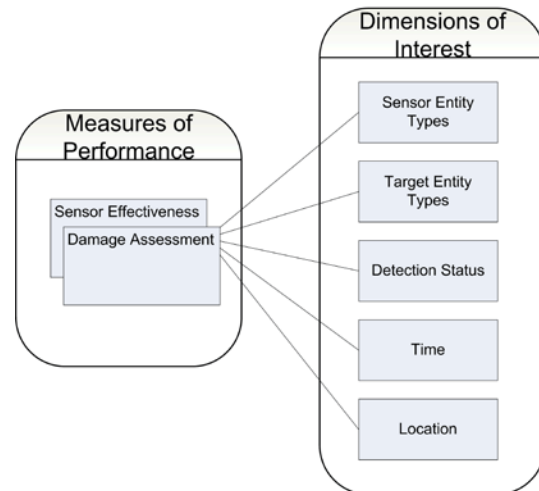 Measures of
Performance
Sensor Effectiveness
Damage Assessment
Dimensions of
Interest
Sensor Entity
Types
Target Entity
Types
Detection Status
Time
Location